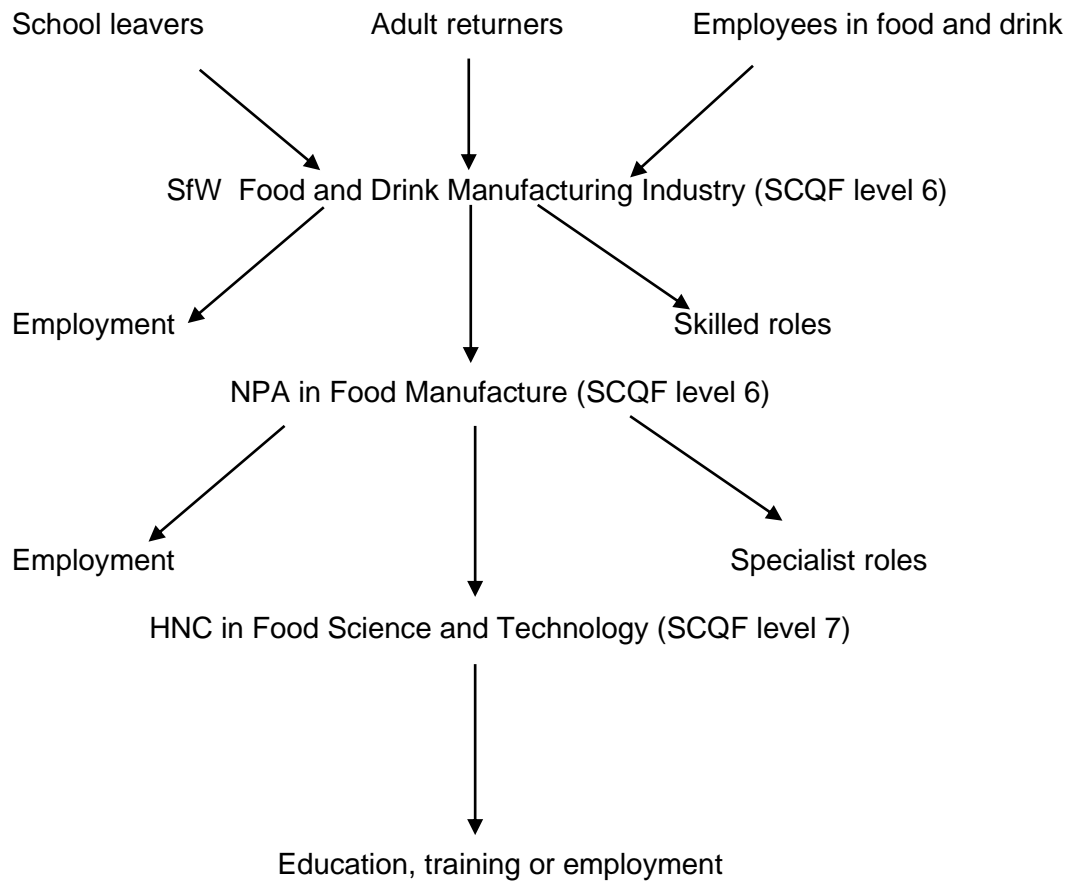 School leavers
Adult returners
Employees in food and drink
SfW  Food and Drink Manufacturing Industry (SCQF level 6)
Employment
Skilled roles
NPA in Food Manufacture (SCQF level 6)
Employment
Specialist roles
HNC in Food Science and Technology (SCQF level 7)
Education, training or employment